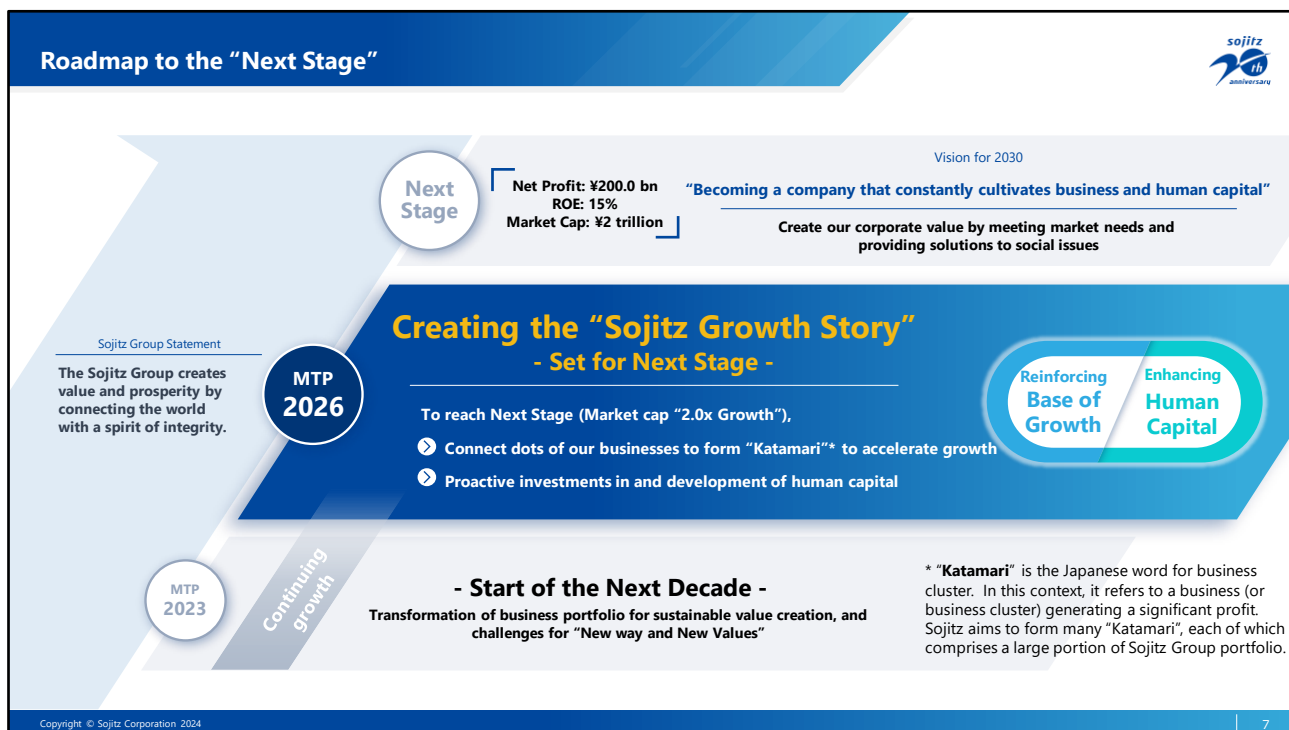 Roadmap to the “Next Stage”
sojitz
20th
anniversary
Next
Stage
Net Profit: ¥200.0 bn
ROE: 15%
Market Cap: ¥2 trillion
Vision for 2030
“Becoming a company that constantly cultivates business and human capital”
Create our corporate value by meeting market needs and
providing solutions to social issues
Sojitz Group Statement
The Sojitz Group creates
value and prosperity by
connecting the world
with a spirit of integrity.
MTP
2026
Creating the “Sojitz Growth Story”
- Set for Next Stage -
To reach Next Stage (Market cap “2.0x Growth”),
Connect dots of our businesses to form “Katamari”* to accelerate growth
Proactive investments in and development of human capital
Reinforcing
Base of
Growth
Enhancing
Human
Capital
MTP
2023
Continuing
growth
- Start of the Next Decade -
Transformation of business portfolio for sustainable value creation, and
challenges for “New way and New Values”
* “Katamari” is the Japanese word for business
cluster. In this context, it refers to a business (or
business cluster) generating a significant profit.
Sojitz aims to form many “Katamari”, each of which
comprises a large portion of Sojitz Group portfolio.
Copyright © Sojitz Corporation 2024
7